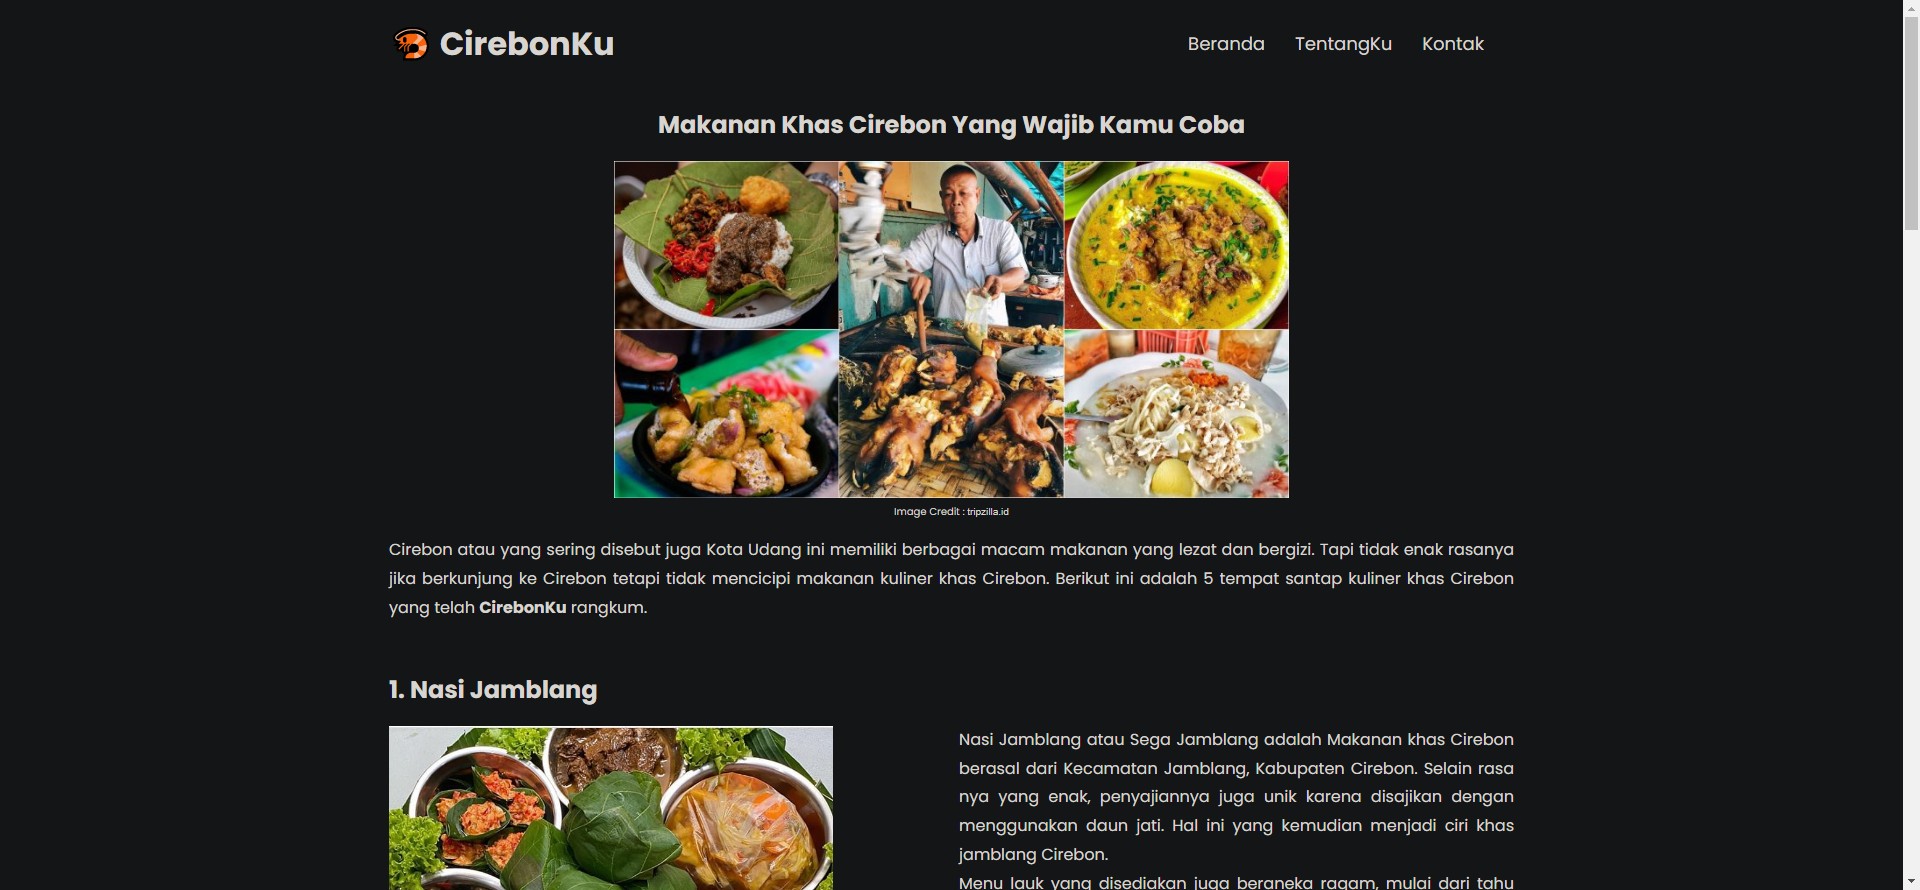 CirebonKu
Beranda TentangKu Kontak
Makanan Khas Cirebon Yang Wajib Kamu Coba
Image Credit : tripzilla.id
Cirebon atau yang sering disebut juga Kota Udang ini memiliki berbagai macam makanan yang lezat dan bergizi. Tapi tidak enak rasanya
jika berkunjung ke Cirebon tetapi tidak mencicipi makanan kuliner khas Cirebon. Berikut ini adalah 5 tempat santap kuliner khas Cirebon
yang telah CirebonKu rangkum.
1. Nasi Jamblang
Nasi Jamblang atau Sega Jamblang adalah Makanan khas Cirebon
berasal dari Kecamatan Jamblang, Kabupaten Cirebon. Selain rasa
nya yang enak, penyajiannya juga unik karena disajikan dengan
menggunakan daun jati. Hal ini yang kemudian menjadi ciri khas
jamblang Cirebon.
Menu lauk yang disediakan juga beraneka ragam, mulai dari tahu